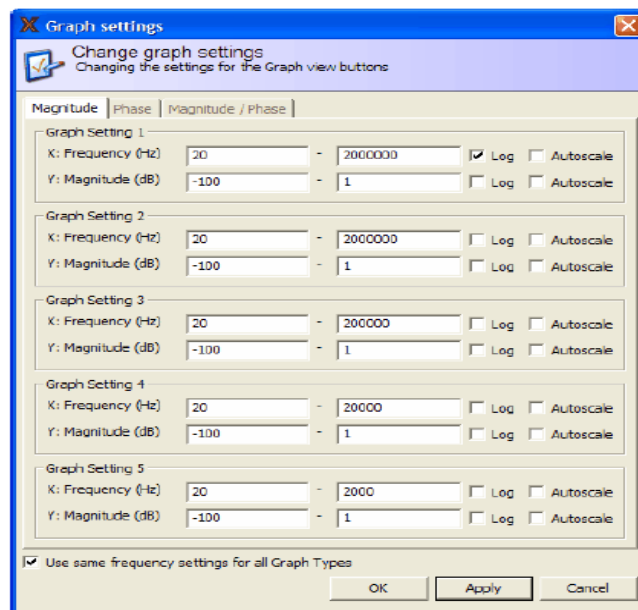 Graph settings
Change graph settings
Changing the settings for the Graph view buttons
Magnitude Phase Magnitude / Phase
Graph Setting 1
X: Frequency (Hz) 20 - 2000000 Log Autoscale
Y: Magnitude (dB) -100 - 1 Log Autoscale
Graph Setting 2
X: Frequency (Hz) 20 - 2000000 Log Autoscale
Y: Magnitude (dB) -100 - 1 Log Autoscale
Graph Setting 3
X: Frequency (Hz) 20 - 200000 Log Autoscale
Y: Magnitude (dB) -100 - 1 Log Autoscale
Graph Setting 4
X: Frequency (Hz) 20 - 20000 Log Autoscale
Y: Magnitude (dB) -100 - 1 Log Autoscale
Graph Setting 5
X: Frequency (Hz) 20 - 2000 Log Autoscale
Y: Magnitude (dB) -100 - 1 Log Autoscale
Use same frequency settings for all Graph Types
OK Apply Cancel